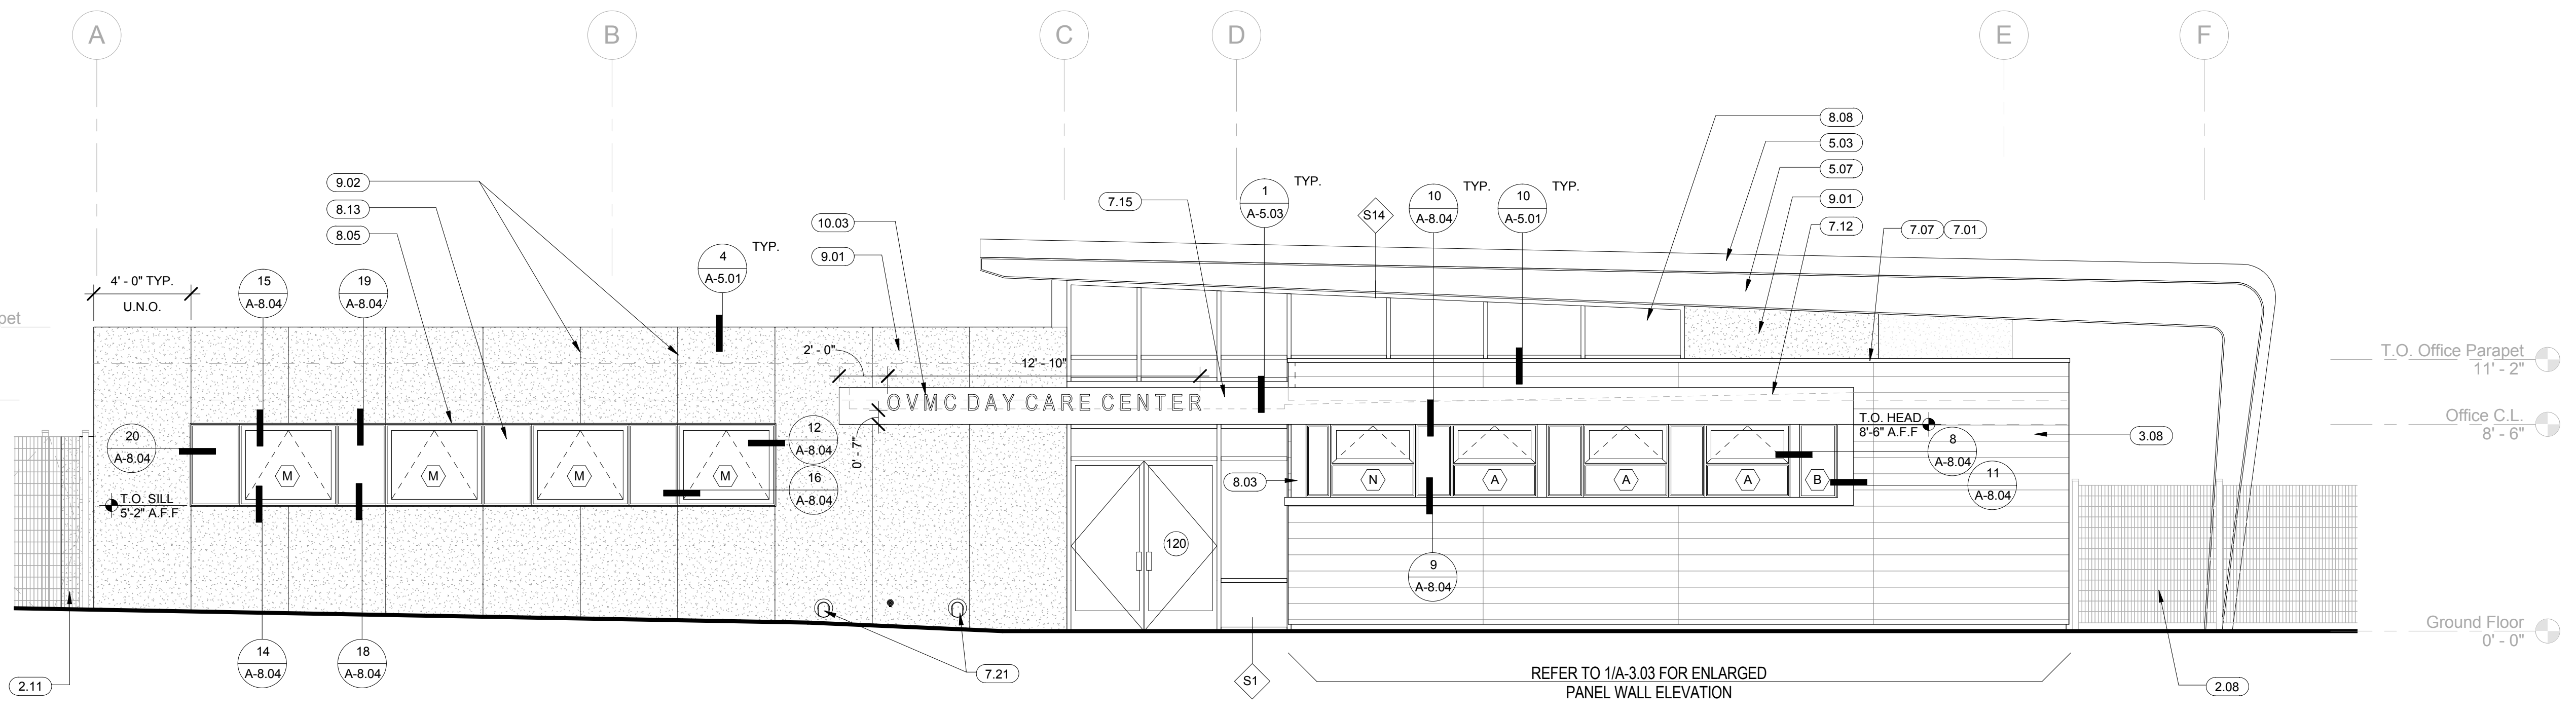 A
B
C
D
E
F
8.08
5.03
5.07
9.01
7.12
7.07
7.01
9.02
8.13
8.05
10.03
9.01
7.15
1
A-5.03
TYP.
S14
10
A-8.04
TYP.
10
A-5.01
TYP.
4
A-5.01
TYP.
4' - 0" TYP.
U.N.O.
15
A-8.04
19
A-8.04
pet
2' - 0"
12' - 10"
T.O. Office Parapet
11' - 2"
OVMC DAY CARE CENTER
0' - 7"
T.O. HEAD
8'-6" A.F.F
Office C.L.
8' - 6"
3.08
20
A-8.04
12
A-8.04
16
A-8.04
8
A-8.04
11
A-8.04
M
M
M
M
8.03
N
A
A
A
B
T.O. SILL
5'-2" A.F.F
120
9
A-8.04
Ground Floor
0' - 0"
14
A-8.04
18
A-8.04
2.11
7.21
S1
REFER TO 1/A-3.03 FOR ENLARGED
PANEL WALL ELEVATION
2.08